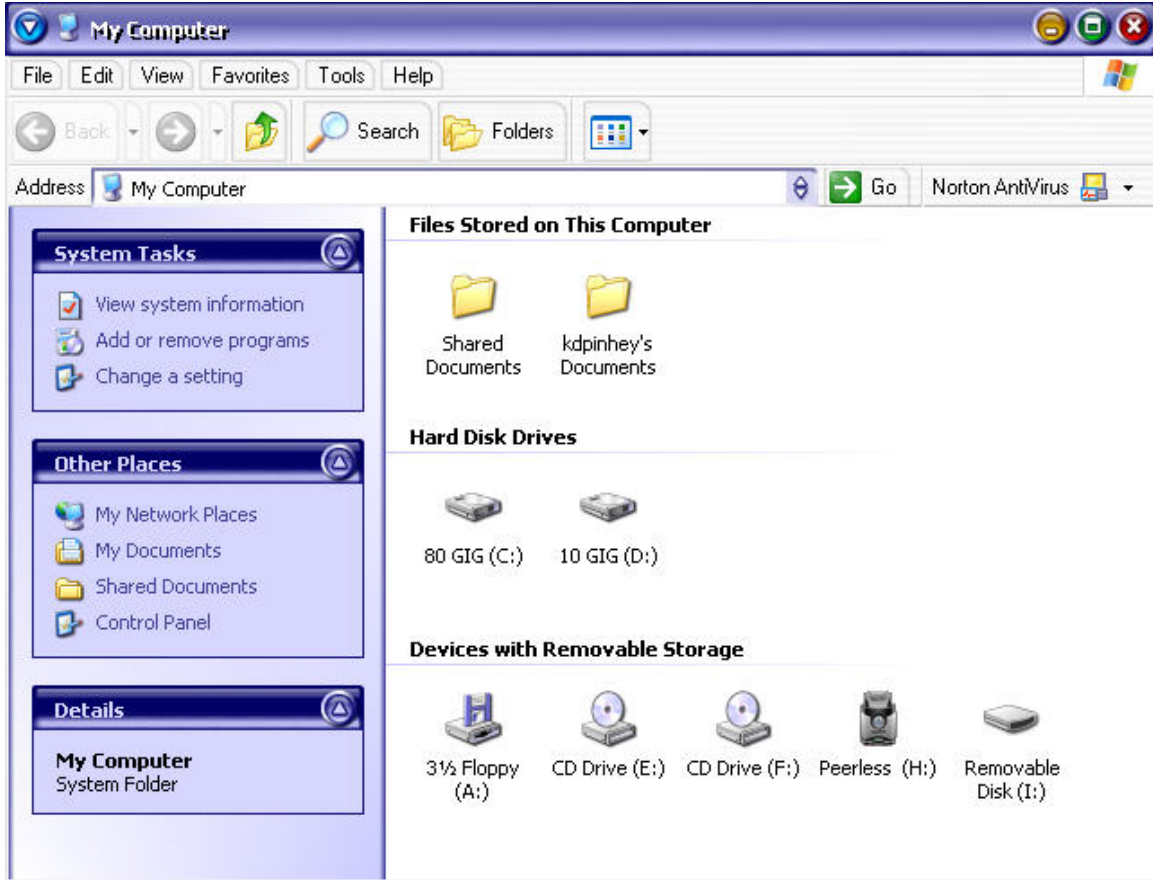 My Computer
File Edit View Favorites Tools Help
Back Search Folders
Address My Computer Go Norton AntiVirus
System Tasks
View system information
Add or remove programs
Change a setting
Other Places
My Network Places
My Documents
Shared Documents
Control Panel
Details
My Computer
System Folder
Files Stored on This Computer
Shared Documents
kdpinhey's Documents
Hard Disk Drives
80 GIG (C:) 10 GIG (D:)
Devices with Removable Storage
3½ Floppy (A:)
CD Drive (E:)
CD Drive (F:)
Peerless (H:)
Removable Disk (I:)